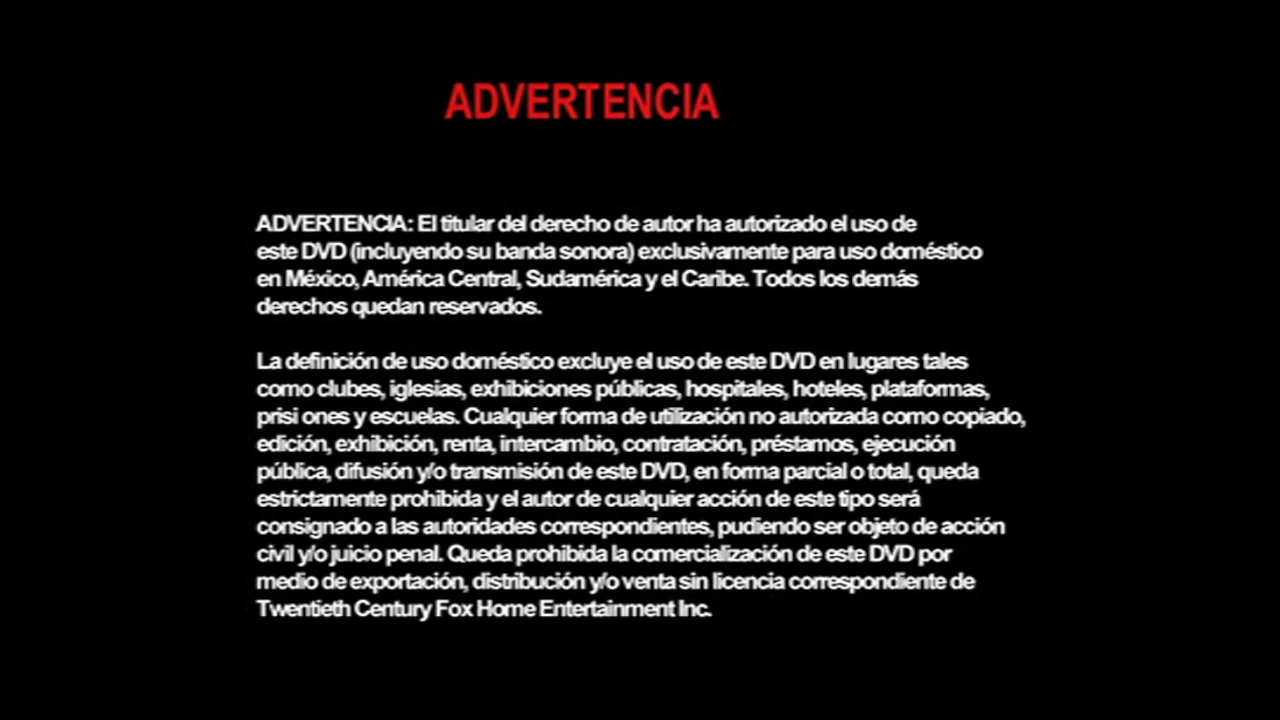 ADVERTENCIA
ADVERTENCIA: El titular del derecho de autor ha autorizado el uso de
este DVD (incluyendo su banda sonora) exclusivamente para uso doméstico
en México, América Central, Sudamérica y el Caribe. Todos los demás
derechos quedan reservados.
La definición de uso doméstico excluye el uso de este DVD en lugares tales
como clubes, iglesias, exhibiciones públicas, hospitales, hoteles, plataformas,
prisi ones y escuelas. Cualquier forma de utilización no autorizada como copiado,
edición, exhibición, renta, intercambio, contratación, préstamos, ejecución
pública, difusión y/o transmisión de este DVD, en forma parcial o total, queda
estrictamente prohibida y el autor de cualquier acción de este tipo será
consignado a las autoridades correspondientes, pudiendo ser objeto de acción
civil y/o juicio penal. Queda prohibida la comercialización de este DVD por
medio de exportación, distribución y/o venta sin licencia correspondiente de
Twentieth Century Fox Home Entertainment Inc.